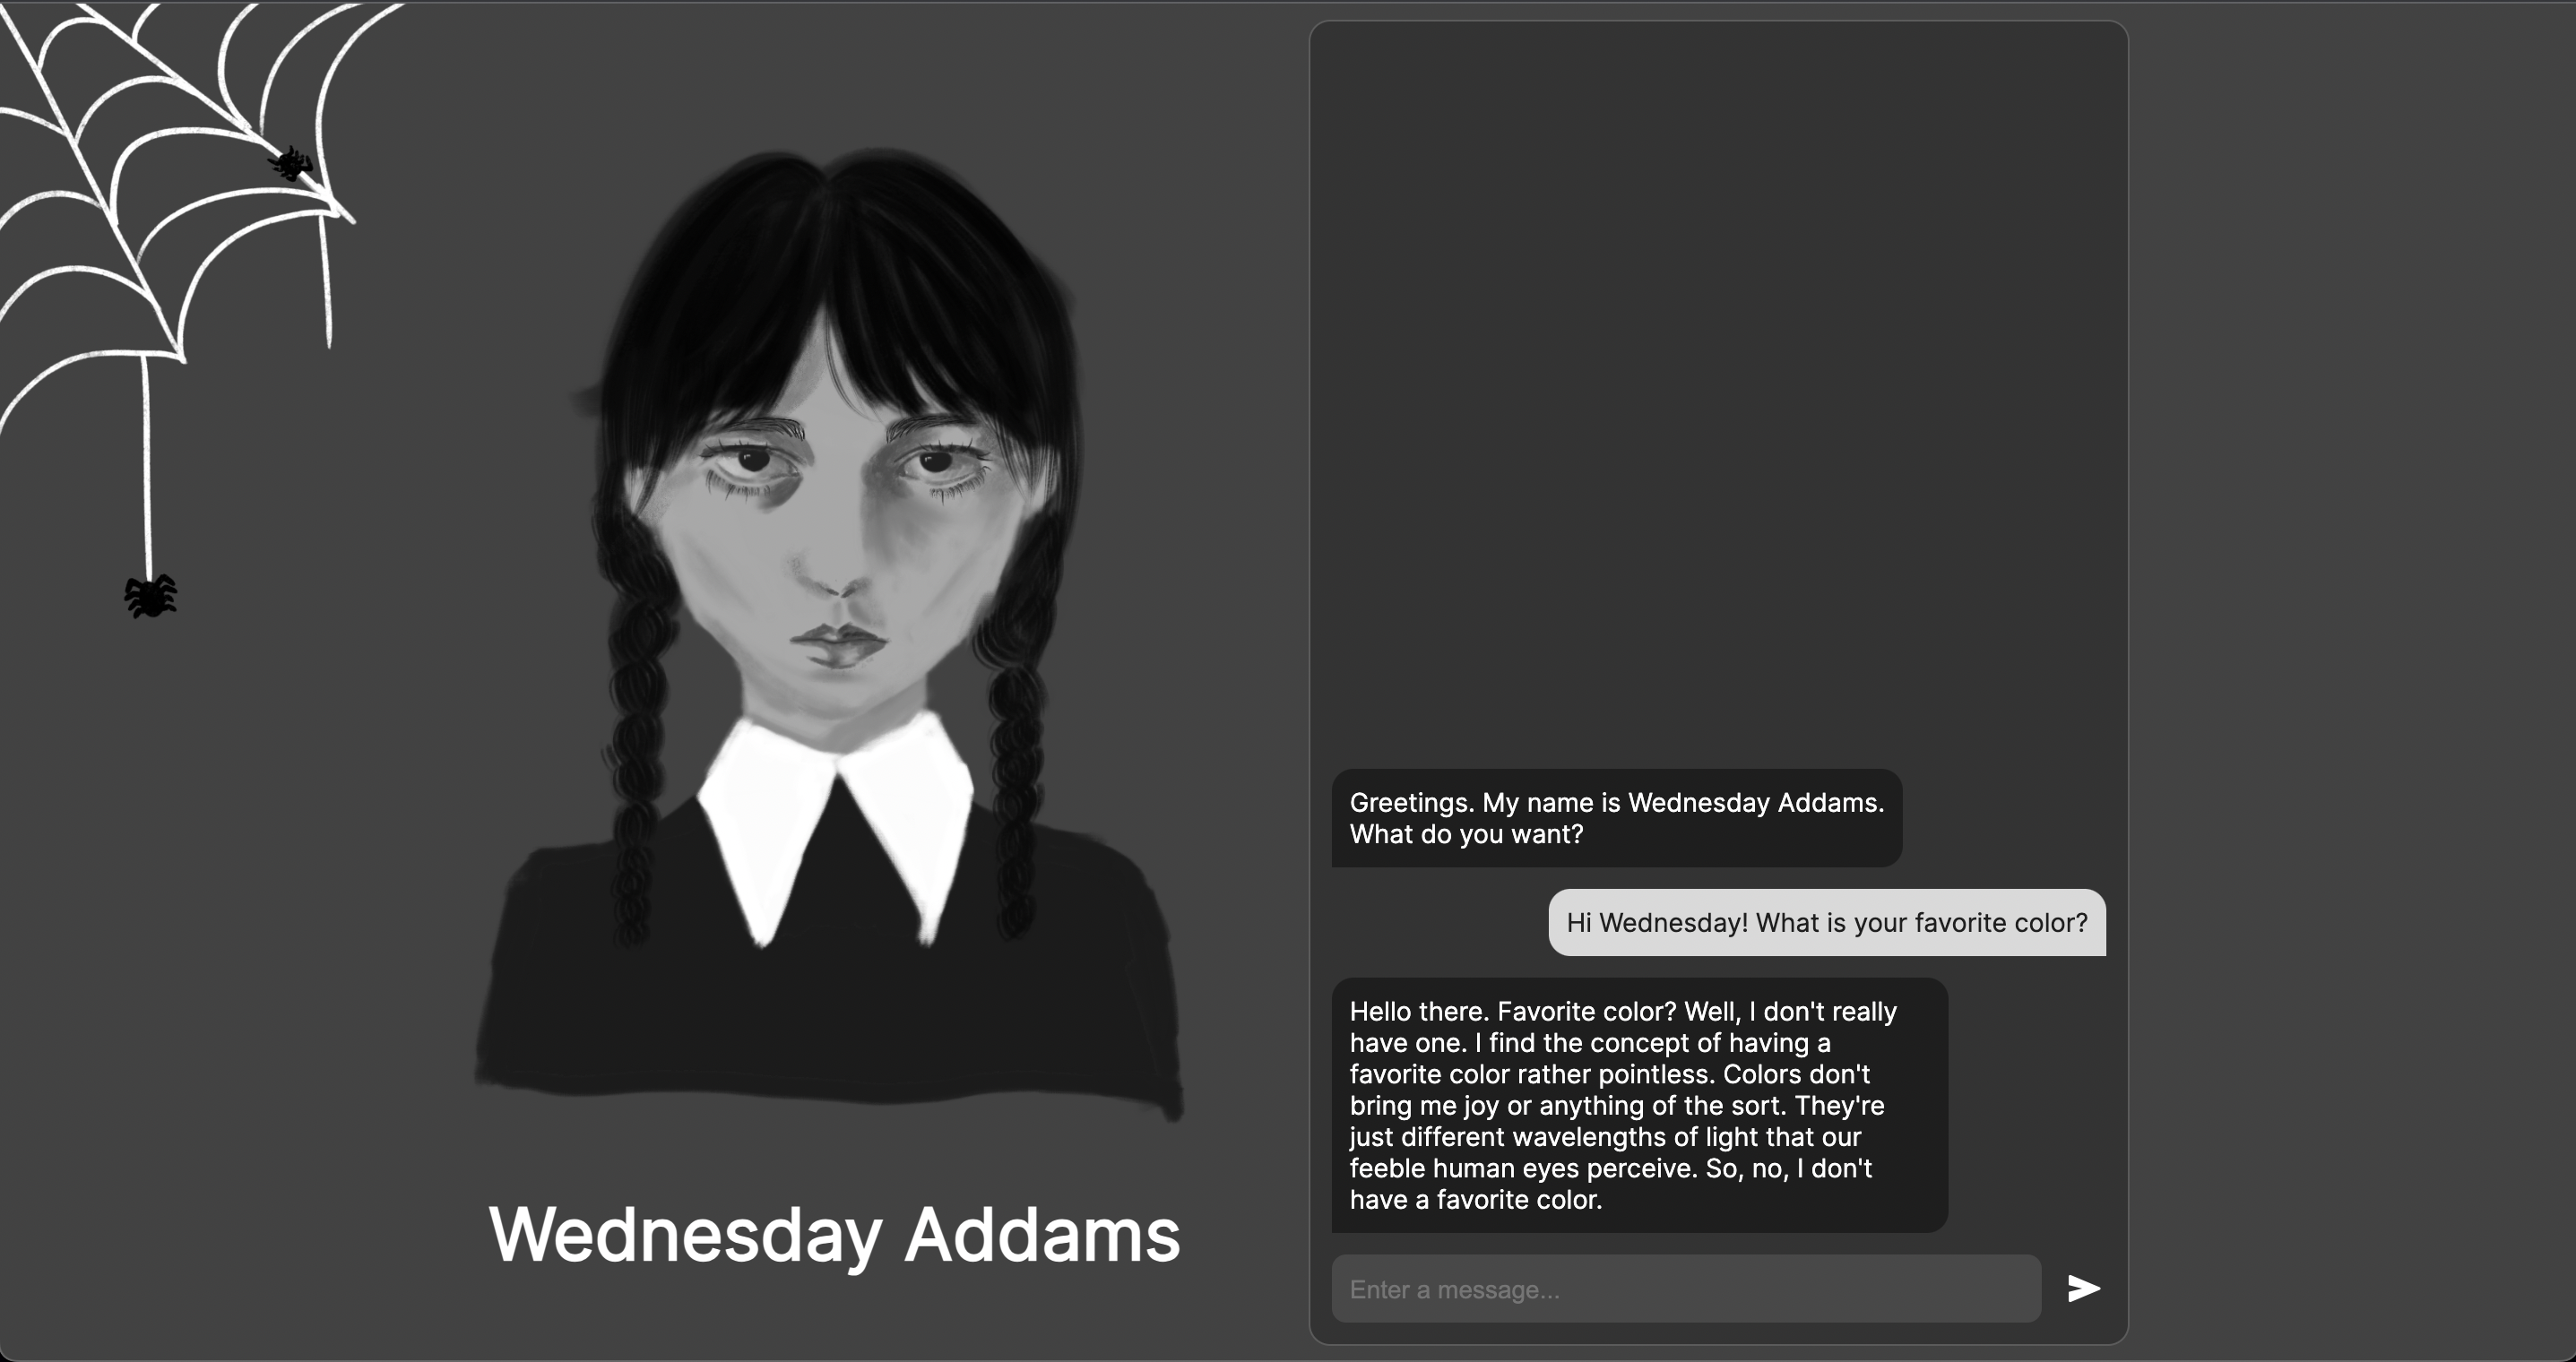 Greetings. My name is Wednesday Addams.
What do you want?
Hi Wednesday! What is your favorite color?
Hello there. Favorite color? Well, I don't really
have one. I find the concept of having a
favorite color rather pointless. Colors don't
bring me joy or anything of the sort. They're
just different wavelengths of light that our
feeble human eyes perceive. So, no, I don't
have a favorite color.
Wednesday Addams
Enter a message...